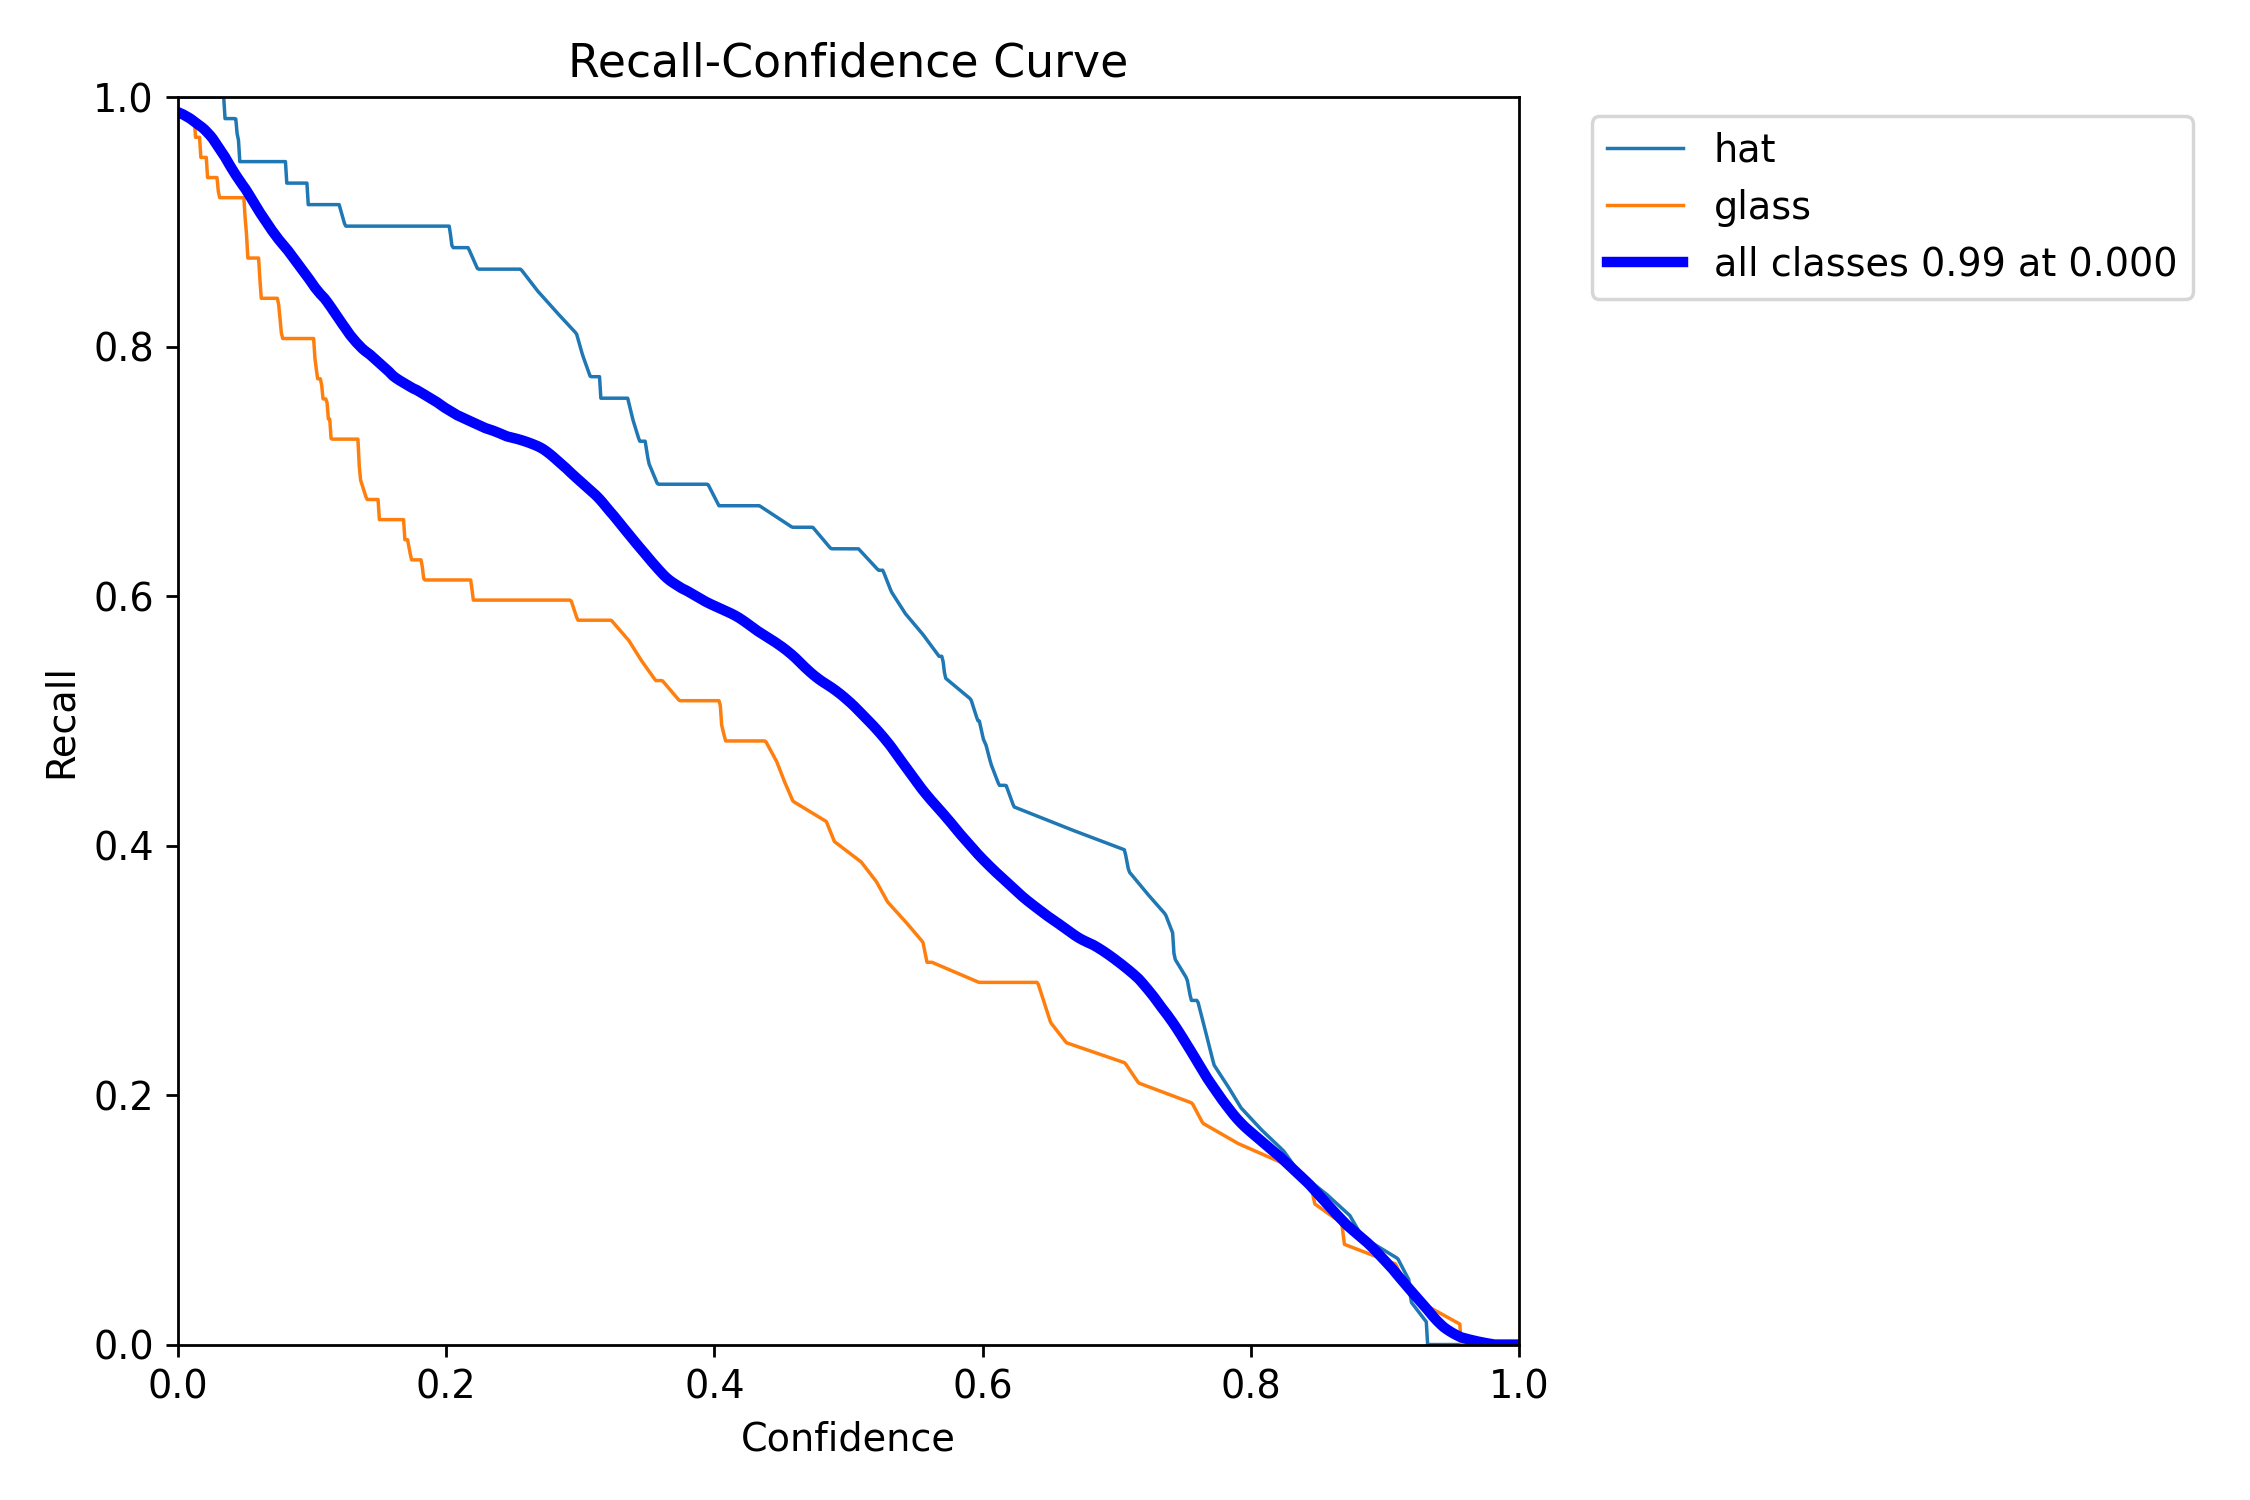 Recall-Confidence Curve
1.0
0.8
0.6
0.4
0.2
0.0
Recall
0.0 0.2 0.4 0.6 0.8 1.0
Confidence
hat
glass
all classes 0.99 at 0.000